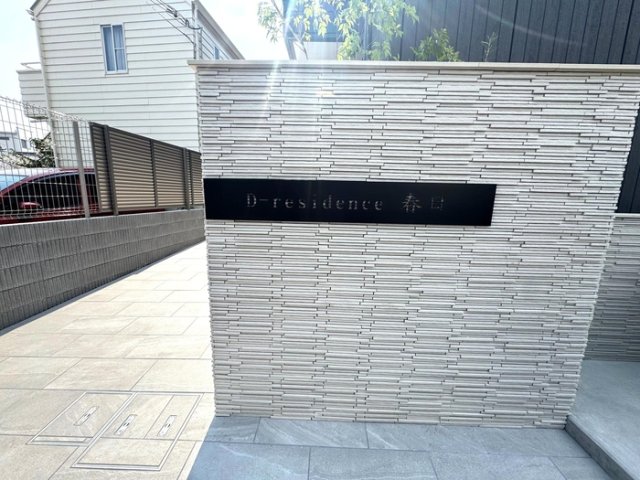 D-residence 春日